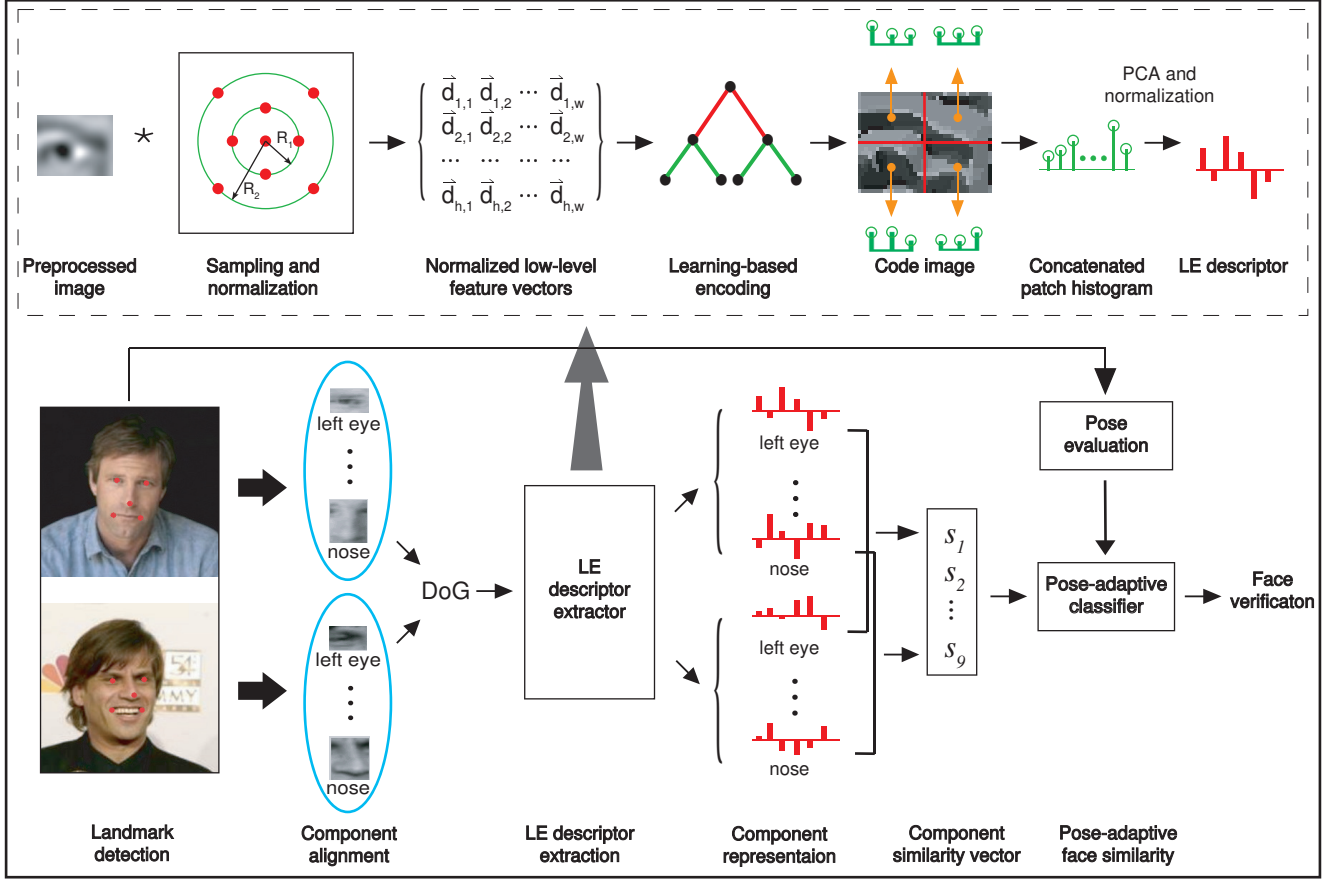 PCA and
normalization
R1
R2
d1,1 d1,2 ... d1,w
d2,1 d2,2 ... d2,w
... ... ... ...
dh,1 dh,2 ... dh,w
Preprocessed
image
Sampling and
normalization
Normalized low-level
feature vectors
Learning-based
encoding
Code image
Concatenated
patch histogram
LE descriptor
left eye
nose
left eye
nose
DoG
LE
descriptor
extractor
left eye
nose
left eye
nose
s1
s2
s9
Pose
evaluation
Pose-adaptive
classifier
Face
verificaton
54
MMY
Landmark
detection
Component
alignment
LE descriptor
extraction
Component
representaion
Component
similarity vector
Pose-adaptive
face similarity